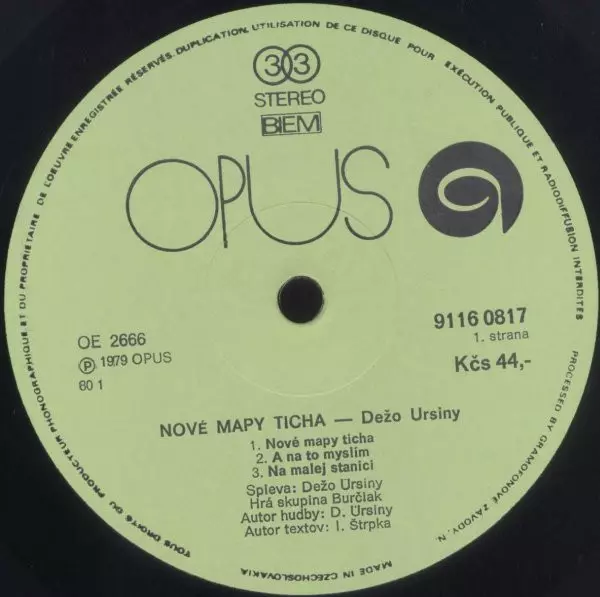 TOUS DROITS DU PRODUCTEUR PHONOGRAPHIQUE ET DU PROPRIETAIRE DE L'OEUVRE ENREGISTRÉE RÉSERVÉS. DUPLICATION, UTILISATION DE CE DISQUE POUR EXÉCUTION PUBLIQUE ET RADIODIFFUSION INTERDITES
33
STEREO
BIEM
OPUS
OE 2666
Ⓟ 1979 OPUS
80 1
9116 0817
1. strana
Kčs 44,-
NOVÉ MAPY TICHA — Dežo Ursiny
1. Nové mapy ticha
2. A na to myslím
3. Na malej stanici
Spieva: Dežo Ursiny
Hrá skupina Burčiak
Autor hudby: D. Ursiny
Autor textov: I. Štrpka
PROCESSED BY GRAMOFONOVÉ ZÁVODY, N.
MADE IN CZECHOSLOVAKIA